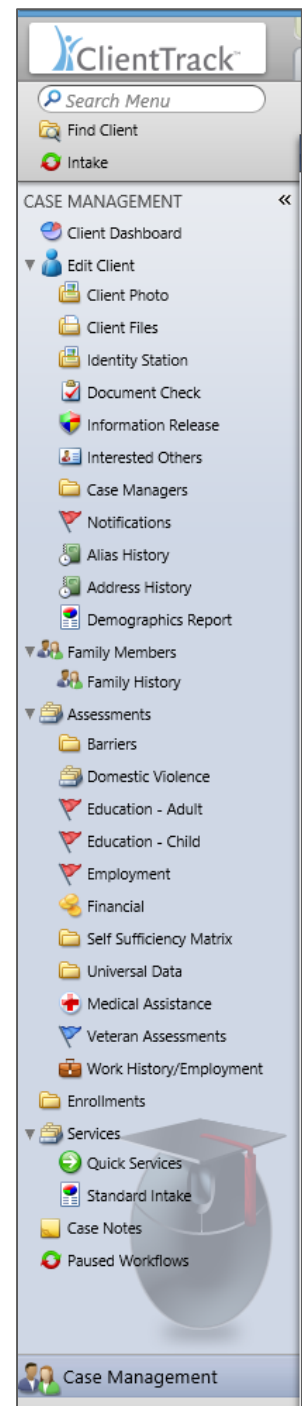 ClientTrack™
Search Menu
Find Client
Intake
CASE MANAGEMENT «
Client Dashboard
Edit Client
Client Photo
Client Files
Identity Station
Document Check
Information Release
Interested Others
Case Managers
Notifications
Alias History
Address History
Demographics Report
Family Members
Family History
Assessments
Barriers
Domestic Violence
Education - Adult
Education - Child
Employment
Financial
Self Sufficiency Matrix
Universal Data
Medical Assistance
Veteran Assessments
Work History/Employment
Enrollments
Services
Quick Services
Standard Intake
Case Notes
Paused Workflows
Case Management